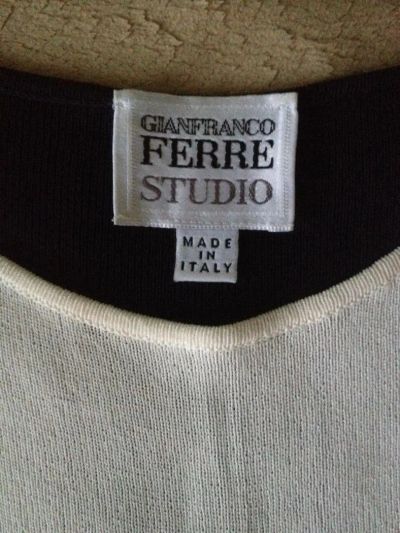 GIANFRANCO
FERRE
STUDIO
MADE
IN
ITALY